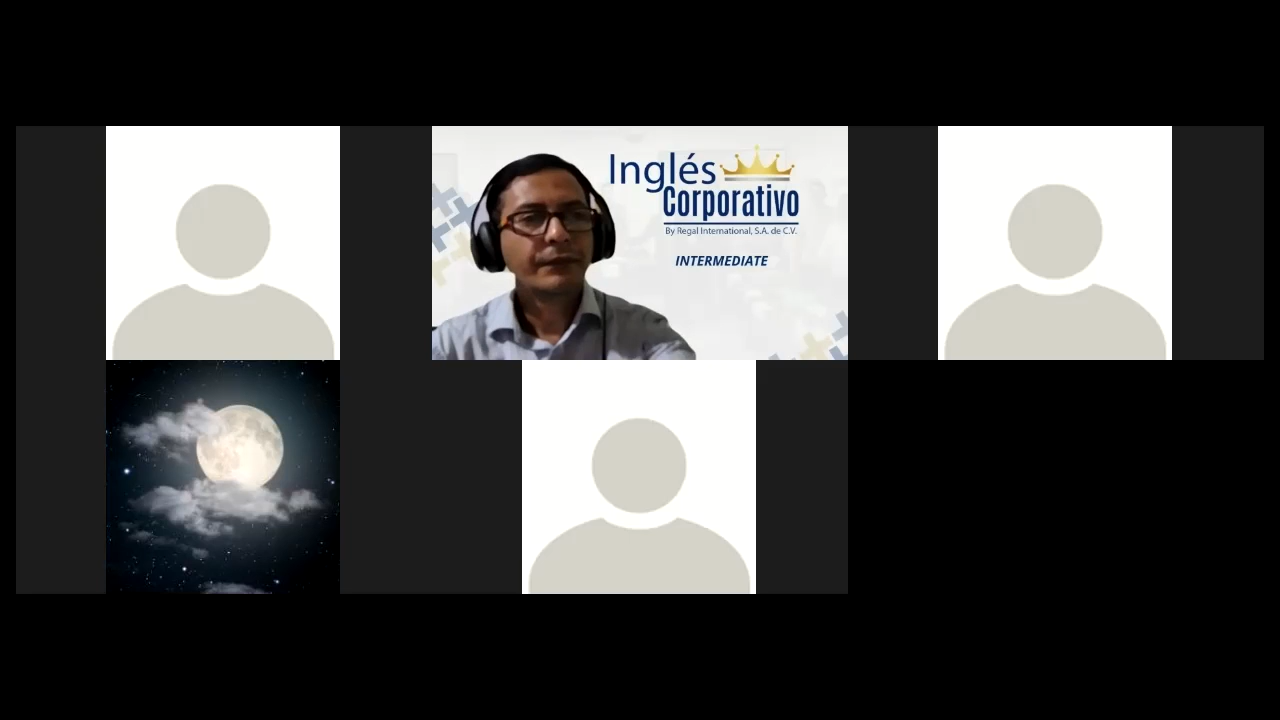 Inglés
Corporativo
By Regal International, S.A. de C.V.
INTERMEDIATE